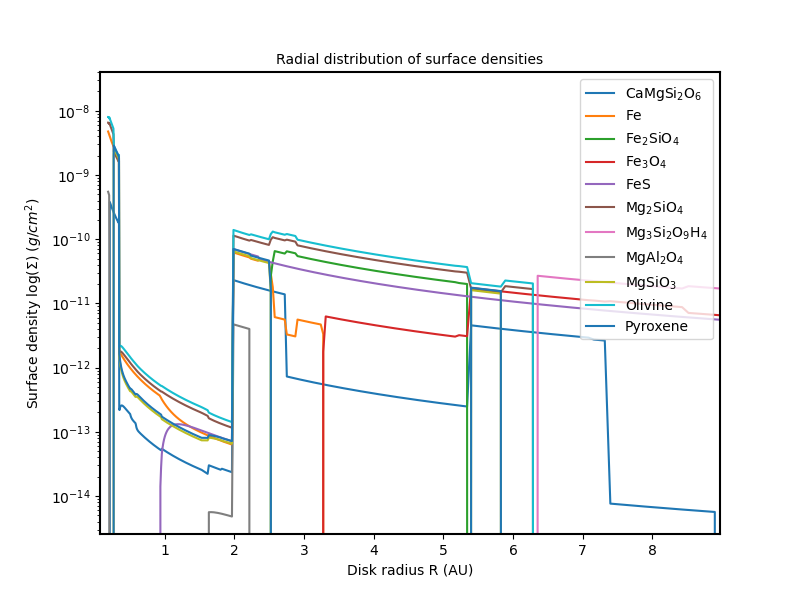 Radial distribution of surface densities
Surface density log(Σ) (g/cm²)
10⁻⁸
10⁻⁹
10⁻¹⁰
10⁻¹¹
10⁻¹²
10⁻¹³
10⁻¹⁴
CaMgSi₂O₆
Fe
Fe₂SiO₄
Fe₃O₄
FeS
Mg₂SiO₄
Mg₃Si₂O₉H₄
MgAl₂O₄
MgSiO₃
Olivine
Pyroxene
1 2 3 4 5 6 7 8
Disk radius R (AU)